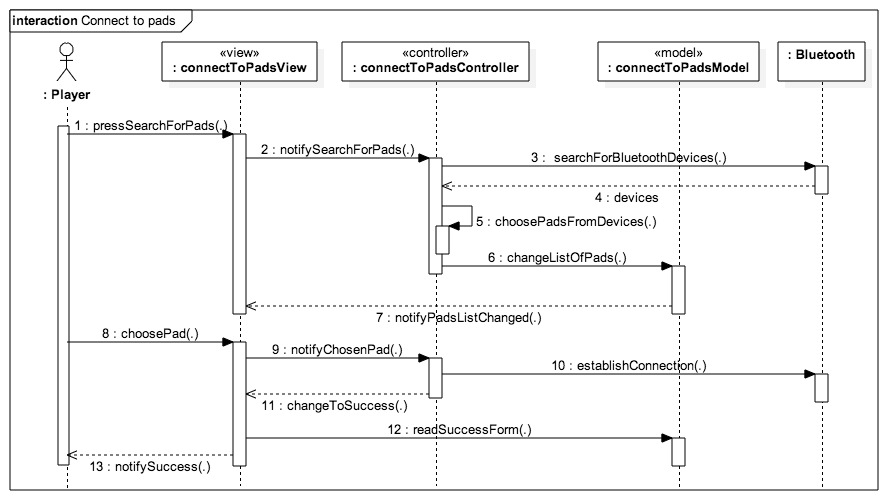 interaction Connect to pads
«view»
: connectToPadsView
«controller»
: connectToPadsController
«model»
: connectToPadsModel
: Bluetooth
: Player
1 : pressSearchForPads(.)
2 : notifySearchForPads(.)
3 : searchForBluetoothDevices(.)
4 : devices
5 : choosePadsFromDevices(.)
6 : changeListOfPads(.)
7 : notifyPadsListChanged(.)
8 : choosePad(.)
9 : notifyChosenPad(.)
10 : establishConnection(.)
11 : changeToSuccess(.)
12 : readSuccessForm(.)
13 : notifySuccess(.)